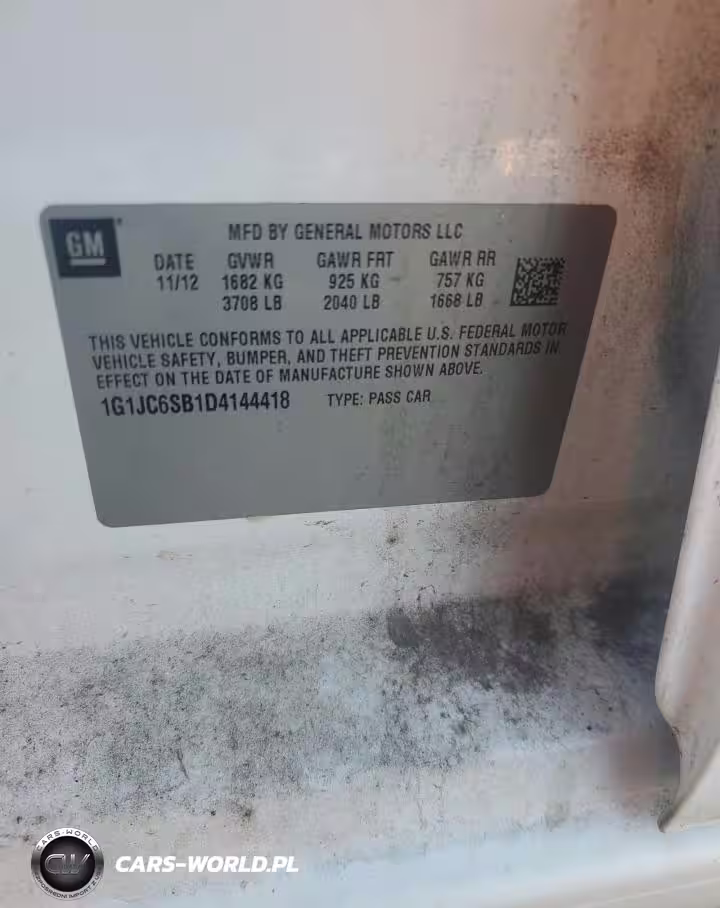 GM
MFD BY GENERAL MOTORS LLC
DATE GVWR GAWR FRT GAWR RR
11/12 1682 KG 925 KG 757 KG
3708 LB 2040 LB 1668 LB
THIS VEHICLE CONFORMS TO ALL APPLICABLE U.S. FEDERAL MOTOR
VEHICLE SAFETY, BUMPER, AND THEFT PREVENTION STANDARDS IN
EFFECT ON THE DATE OF MANUFACTURE SHOWN ABOVE.
1G1JC6SB1D4144418 TYPE: PASS CAR
CARS-WORLD
CW
CARS-WORLD.PL